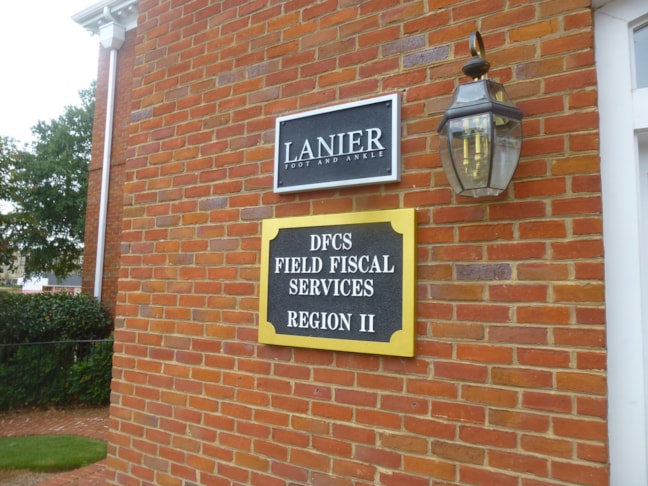 LANIER
FOOT AND ANKLE
DFCS
FIELD FISCAL
SERVICES
REGION II